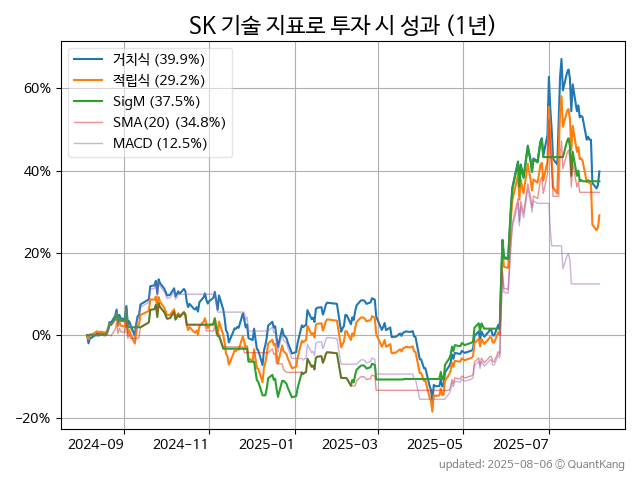 SK 기술 지표로 투자 시 성과 (1년)
거치식 (39.9%)
적립식 (29.2%)
SigM (37.5%)
SMA(20) (34.8%)
MACD (12.5%)
60%
40%
20%
0%
−20%
2024-09 2024-11 2025-01 2025-03 2025-05 2025-07
updated: 2025-08-06 © QuantKang